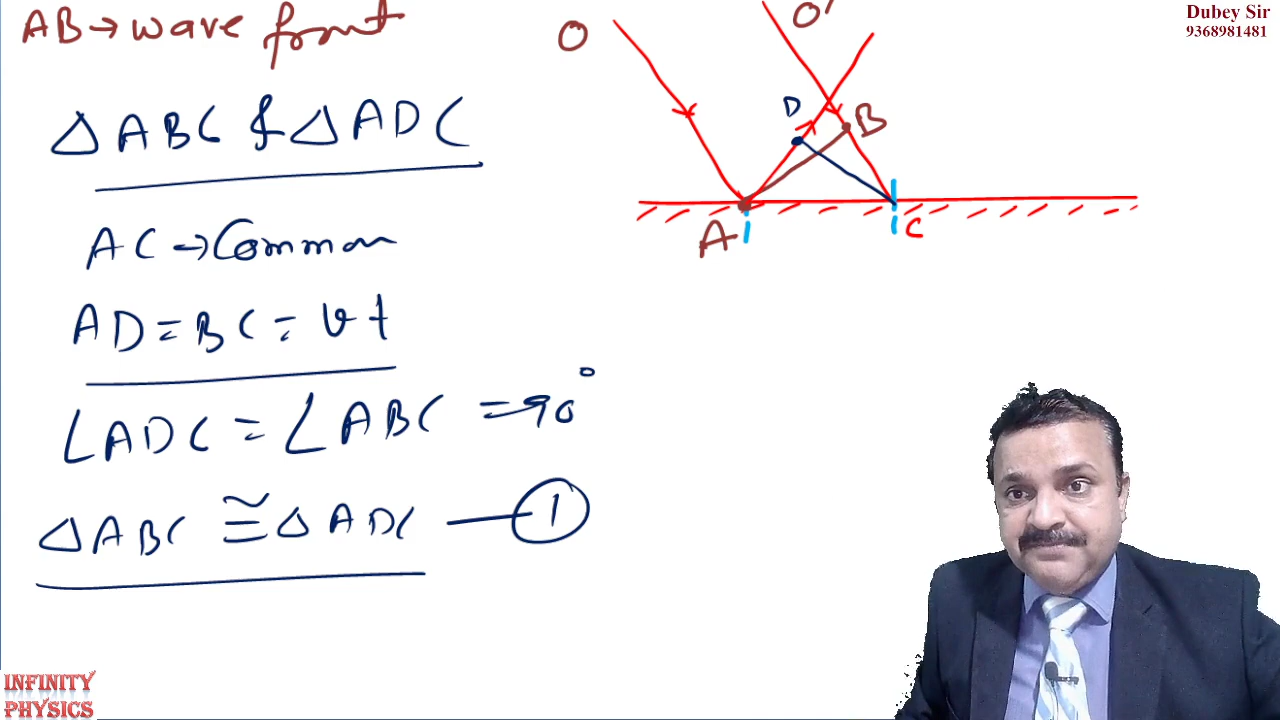 AB→wave front
O
O'
Dubey Sir
9368981481
△ABC & △ADC
D
B
AC→Common
A
C
AD=BC=vt
∠ADC=∠ABC=90°
△ABC≅△ADC—①
INFINITY
PHYSICS